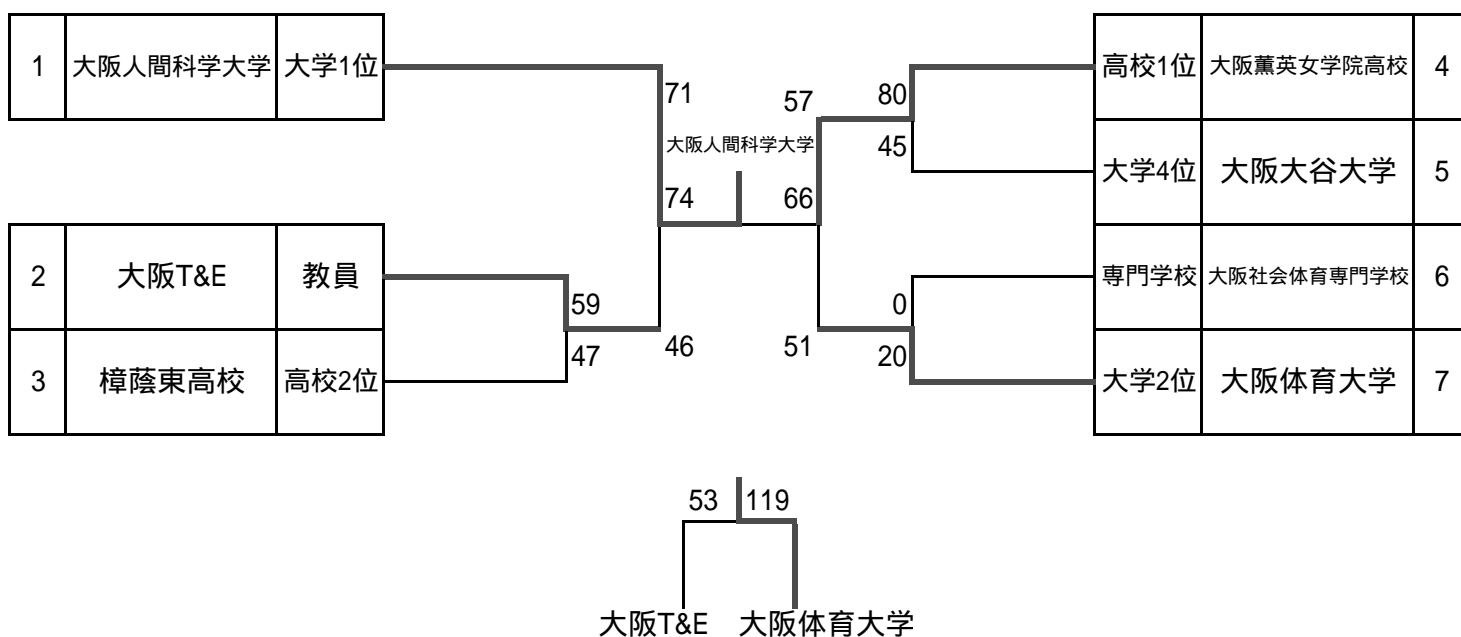 1 大阪人間科学大学 大学1位
2 大阪T&E 教員
3 樟蔭東高校 高校2位
71
74
59
47
46
大阪人間科学大学
57
66
51
80
45
0
20
高校1位 大阪薫英女学院高校 4
大学4位 大阪大谷大学 5
専門学校 大阪社会体育専門学校 6
大学2位 大阪体育大学 7
53 119
大阪T&E 大阪体育大学